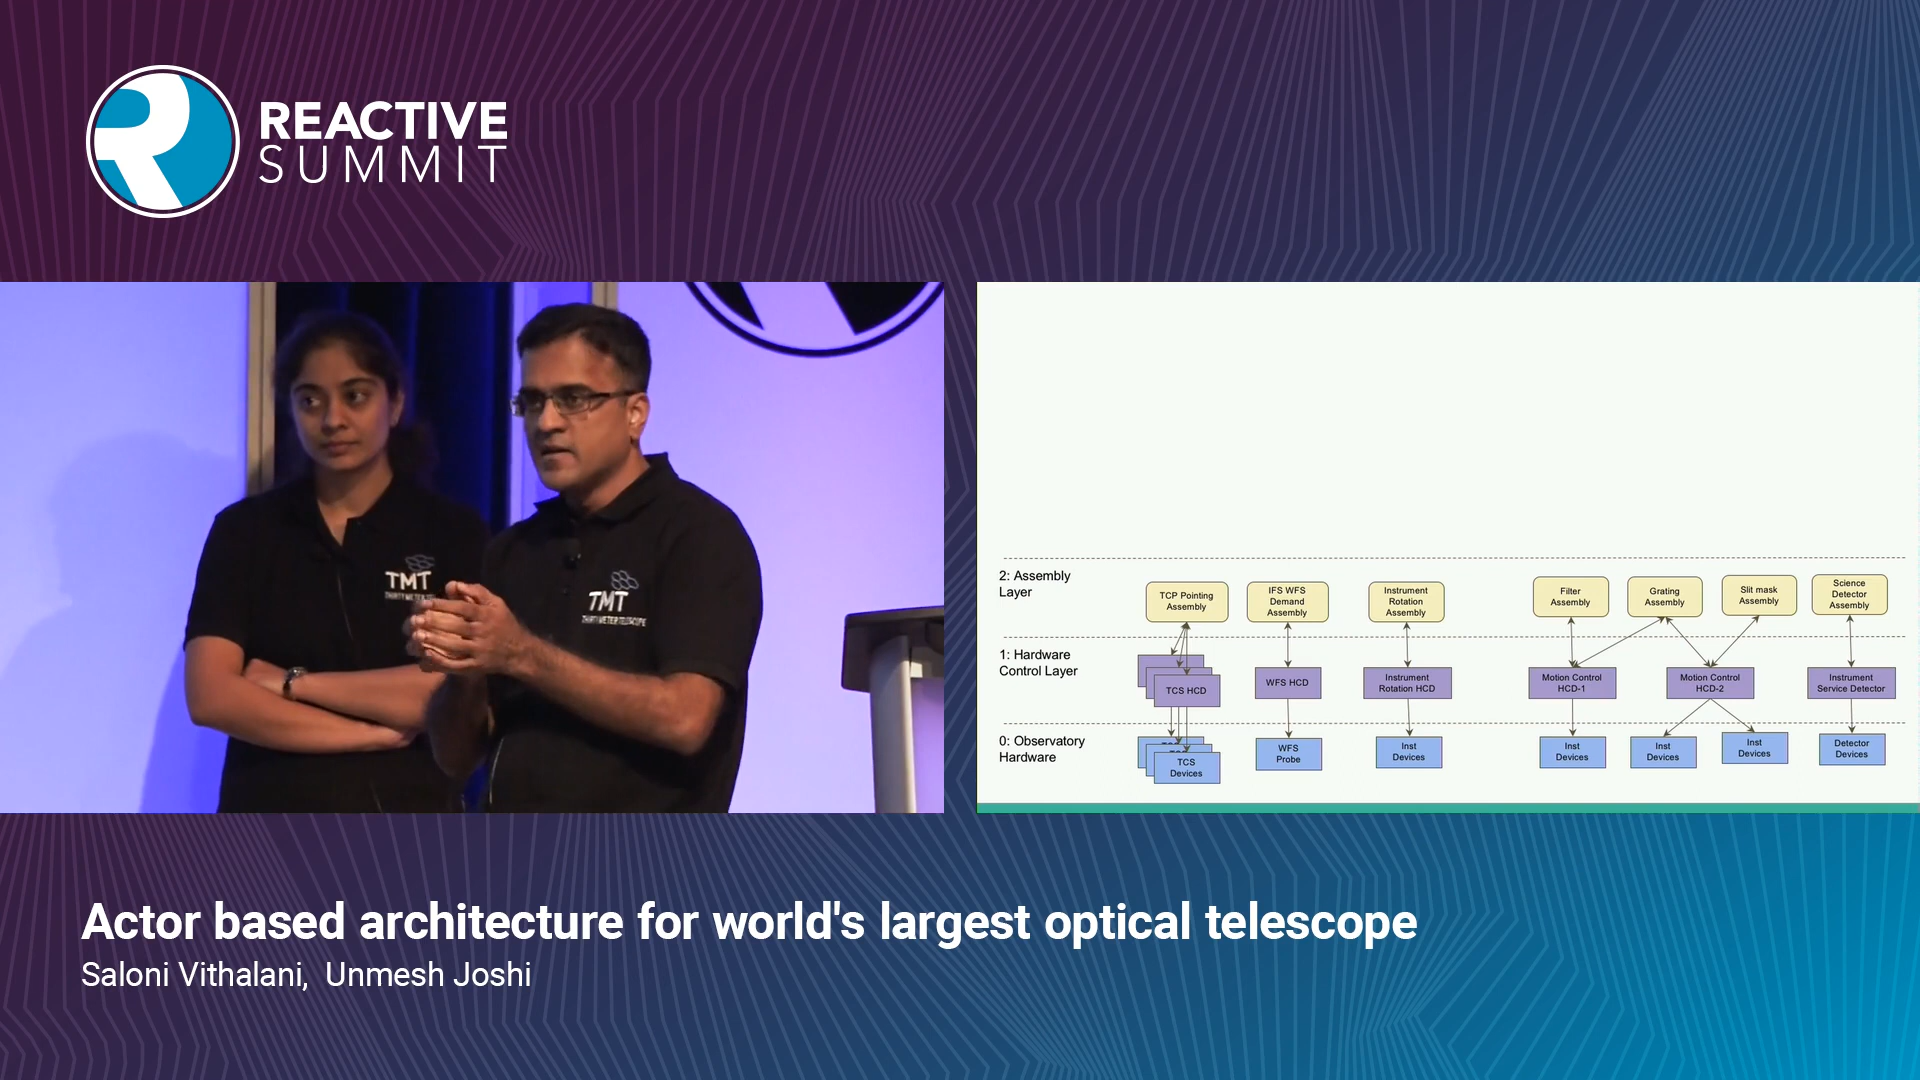 REACTIVE
SUMMIT
TMT
TMT
THIRTY METER TELESCOPE
2: Assembly
Layer
TCP Pointing
Assembly
IFS WFS
Demand
Assembly
Instrument
Rotation
Assembly
Filter
Assembly
Grating
Assembly
Slit mask
Assembly
Science
Detector
Assembly
1: Hardware
Control Layer
TCS HCD
WFS HCD
Instrument
Rotation HCD
Motion Control
HCD-1
Motion Control
HCD-2
Instrument
Service Detector
0: Observatory
Hardware
TCS
Devices
WFS
Probe
Inst
Devices
Inst
Devices
Inst
Devices
Inst
Devices
Detector
Devices
Actor based architecture for world's largest optical telescope
Saloni Vithalani, Unmesh Joshi